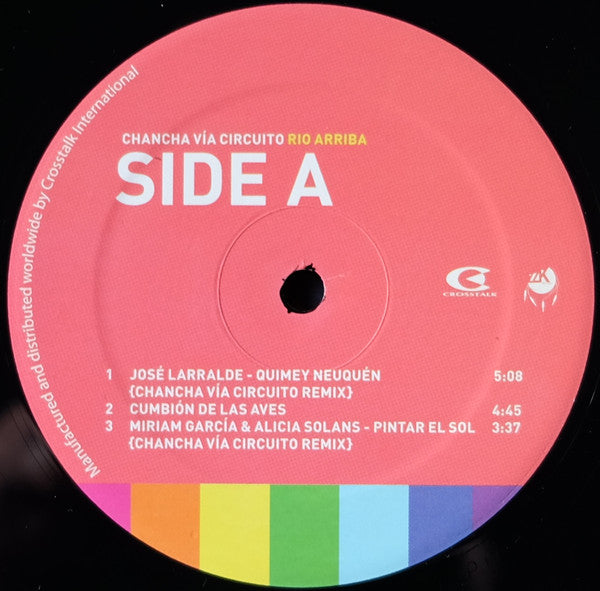 CHANCHA VÍA CIRCUITO RIO ARRIBA
SIDE A
CROSSTALK
ZZK
1 JOSÉ LARRALDE - QUIMEY NEUQUÉN 5:08
{CHANCHA VÍA CIRCUITO REMIX}
2 CUMBIÓN DE LAS AVES 4:45
3 MIRIAM GARCÍA & ALICIA SOLANS - PINTAR EL SOL 3:37
{CHANCHA VÍA CIRCUITO REMIX}
Manufactured and distributed worldwide by Crosstalk International